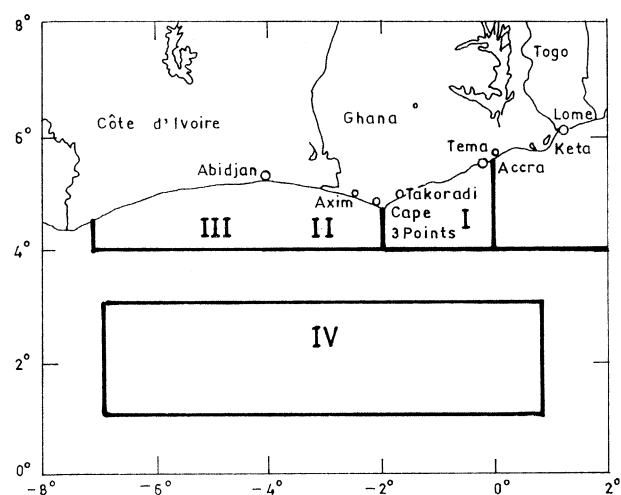 8°
Togo
Lome
Côte d'Ivoire
Ghana
6°
Tema
Keta
Abidjan
Accra
Axim
Takoradi
Cape
3 Points
III
II
I
4°
IV
2°
0°
-8°
-6°
-4°
-2°
0°
2°